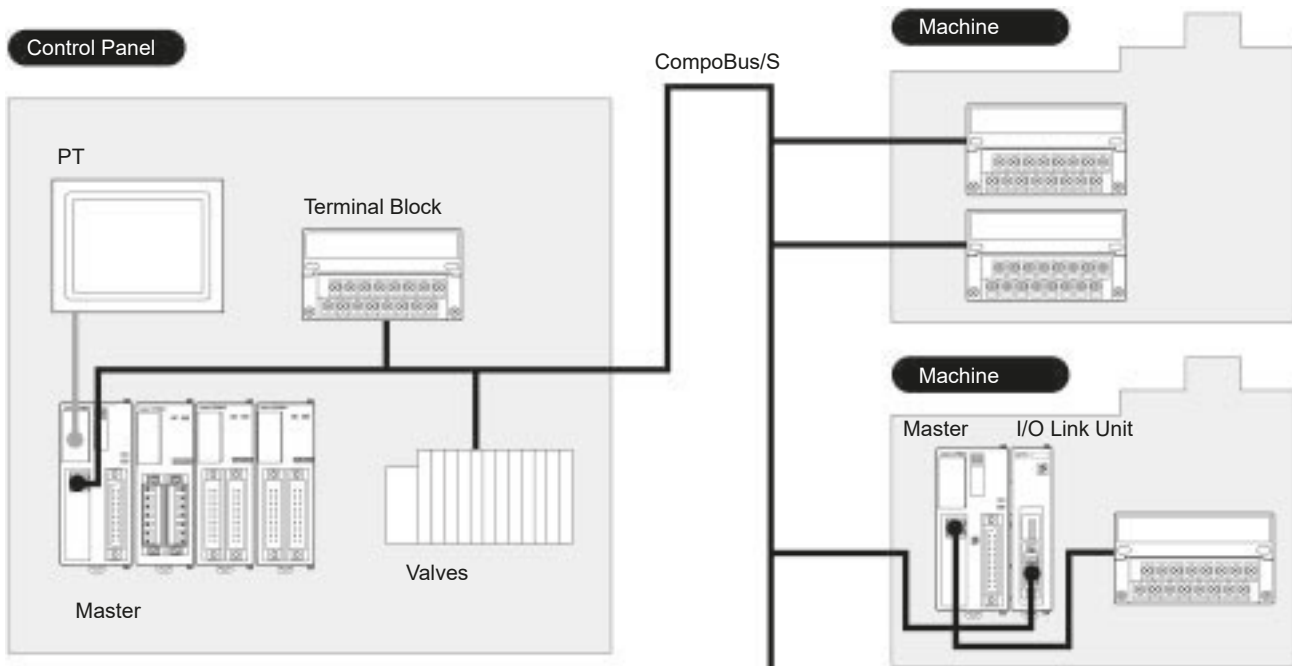 Control Panel
CompoBus/S
Machine
PT
Terminal Block
Machine
Master
I/O Link Unit
Valves
Master